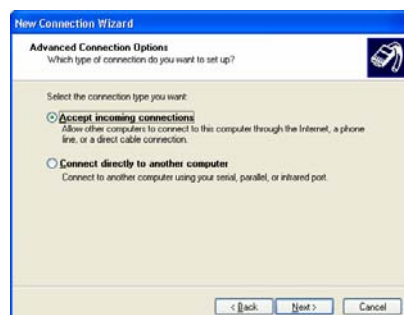 New Connection Wizard
Advanced Connection Options
Which type of connection do you want to set up?
Select the connection type you want:
Accept incoming connections
Allow other computers to connect to this computer through the Internet, a phone
line, or a direct cable connection.
Connect directly to another computer
Connect to another computer using your serial, parallel, or infrared port.
< Back
Next >
Cancel